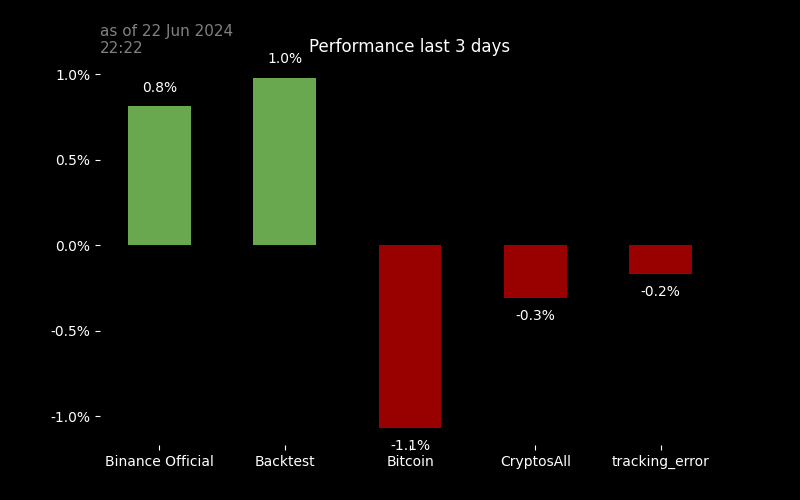 as of 22 Jun 2024
22:22
Performance last 3 days
1.0%
0.5%
0.0%
-0.5%
-1.0%
0.8%
1.0%
-1.1%
-0.3%
-0.2%
Binance Official
Backtest
Bitcoin
CryptosAll
tracking_error